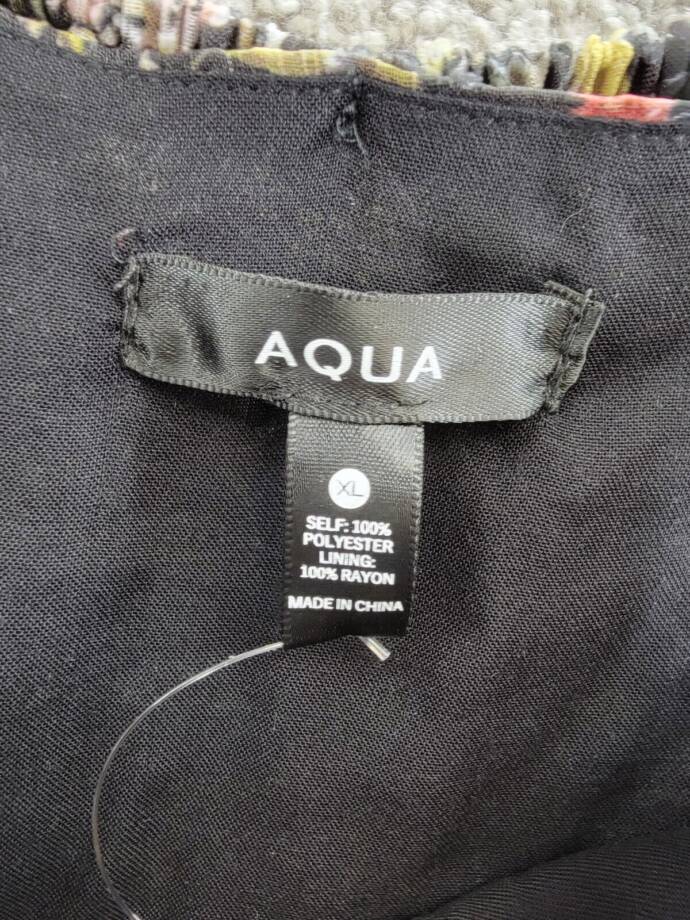 AQUA
XL
SELF: 100%
POLYESTER
LINING:
100% RAYON
MADE IN CHINA